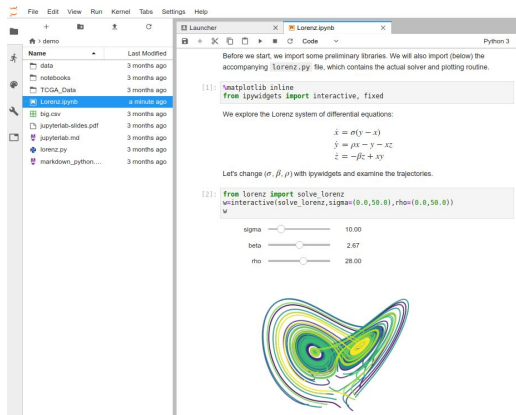 File Edit View Run Kernel Tabs Settings Help
demo
Name Last Modified
data 3 months ago
notebooks 3 months ago
TCGA_Data 3 months ago
Lorenz.ipynb a minute ago
big.csv 3 months ago
jupyterlab-slides.pdf 3 months ago
jupyterlab.md 3 months ago
lorenz.py 3 months ago
markdown_python.… 3 months ago
Launcher
Lorenz.ipynb
Code
Python 3
Before we start, we import some preliminary libraries. We will also import (below) the
accompanying lorenz.py file, which contains the actual solver and plotting routine.
[1]: %matplotlib inline
from ipywidgets import interactive, fixed
We explore the Lorenz system of differential equations:
ẋ = σ(y − x)
ẏ = ρx − y − xz
ż = −βz + xy
Let's change (σ, β, ρ) with ipywidgets and examine the trajectories.
[2]: from lorenz import solve_lorenz
w=interactive(solve_lorenz,sigma=(0.0,50.0),rho=(0.0,50.0))
w
sigma 10.00
beta 2.67
rho 28.00